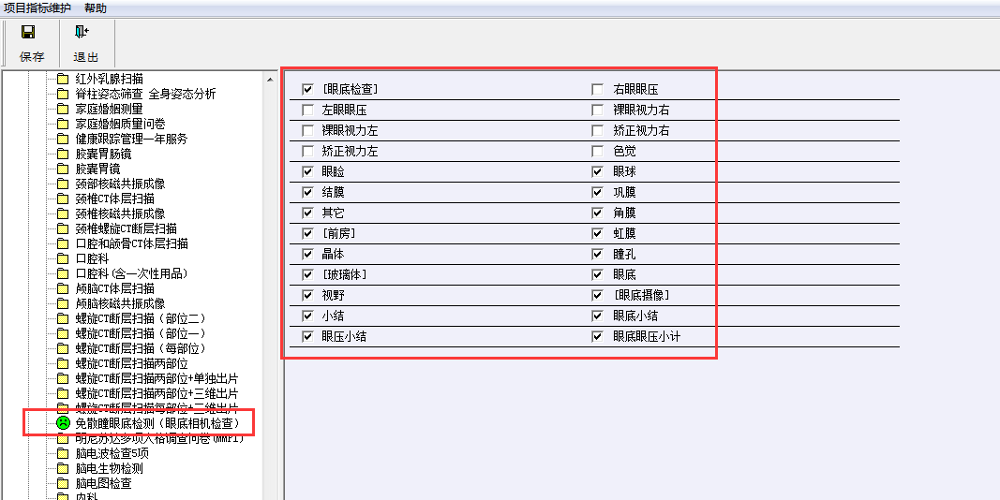 项目指标维护 帮助
保存 退出
红外乳腺扫描
脊柱姿态筛查 全身姿态分析
家庭婚姻测量
家庭婚姻质量问卷
健康跟踪管理一年服务
胶囊胃肠镜
胶囊胃镜
颈部核磁共振成像
颈椎CT体层扫描
颈椎核磁共振成像
颈椎螺旋CT断层扫描
口腔和颌骨CT体层扫描
口腔科
口腔科(含一次性用品)
颅脑CT体层扫描
颅脑核磁共振成像
螺旋CT断层扫描（部位二）
螺旋CT断层扫描（部位一）
螺旋CT断层扫描（每部位）
螺旋CT断层扫描两部位
螺旋CT断层扫描两部位+单独出片
螺旋CT断层扫描两部位+三维出片
螺旋CT断层扫描每部位+三维出片
免散瞳眼底检测（眼底相机检查）
明尼苏达多项人格调查问卷(MMPI)
脑电波检查5项
脑电生物检测
脑电图检查
内科
[眼底检查] 右眼眼压
左眼眼压 裸眼视力右
裸眼视力左 矫正视力右
矫正视力左 色觉
眼睑 眼球
结膜 巩膜
其它 角膜
[前房] 虹膜
晶体 瞳孔
[玻璃体] 眼底
视野 [眼底摄像]
小结 眼底小结
眼压小结 眼底眼压小计